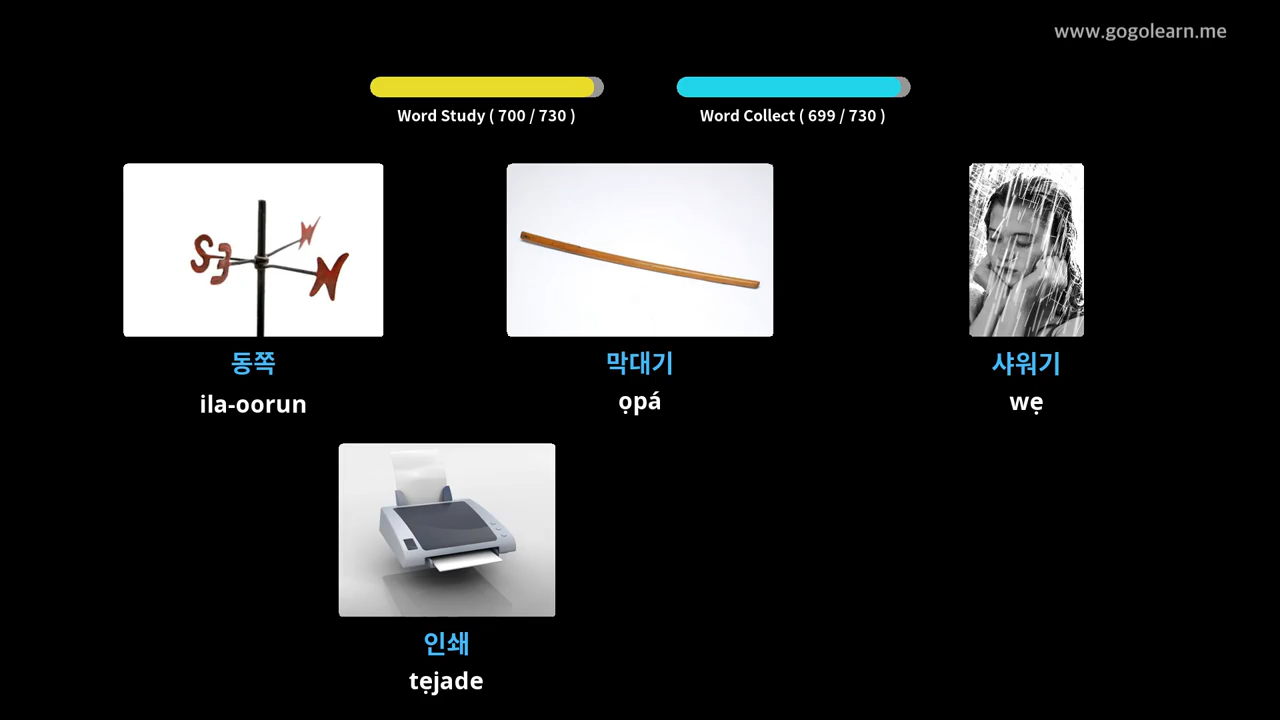 www.gogolearn.me
Word Study ( 700 / 730 )
Word Collect ( 699 / 730 )
S
E
W
N
동쪽
막대기
샤워기
ila-oorun
ọpá
wẹ
인쇄
tẹjade